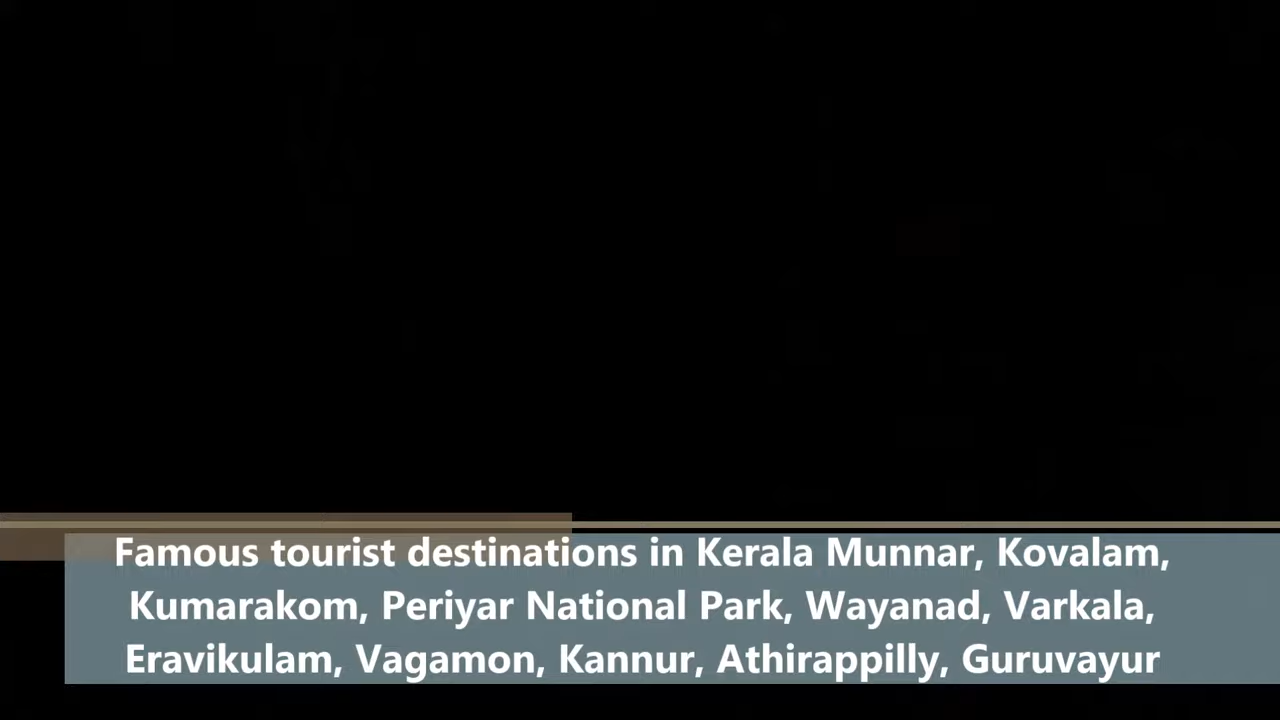 Famous tourist destinations in Kerala Munnar, Kovalam,
Kumarakom, Periyar National Park, Wayanad, Varkala,
Eravikulam, Vagamon, Kannur, Athirappilly, Guruvayur